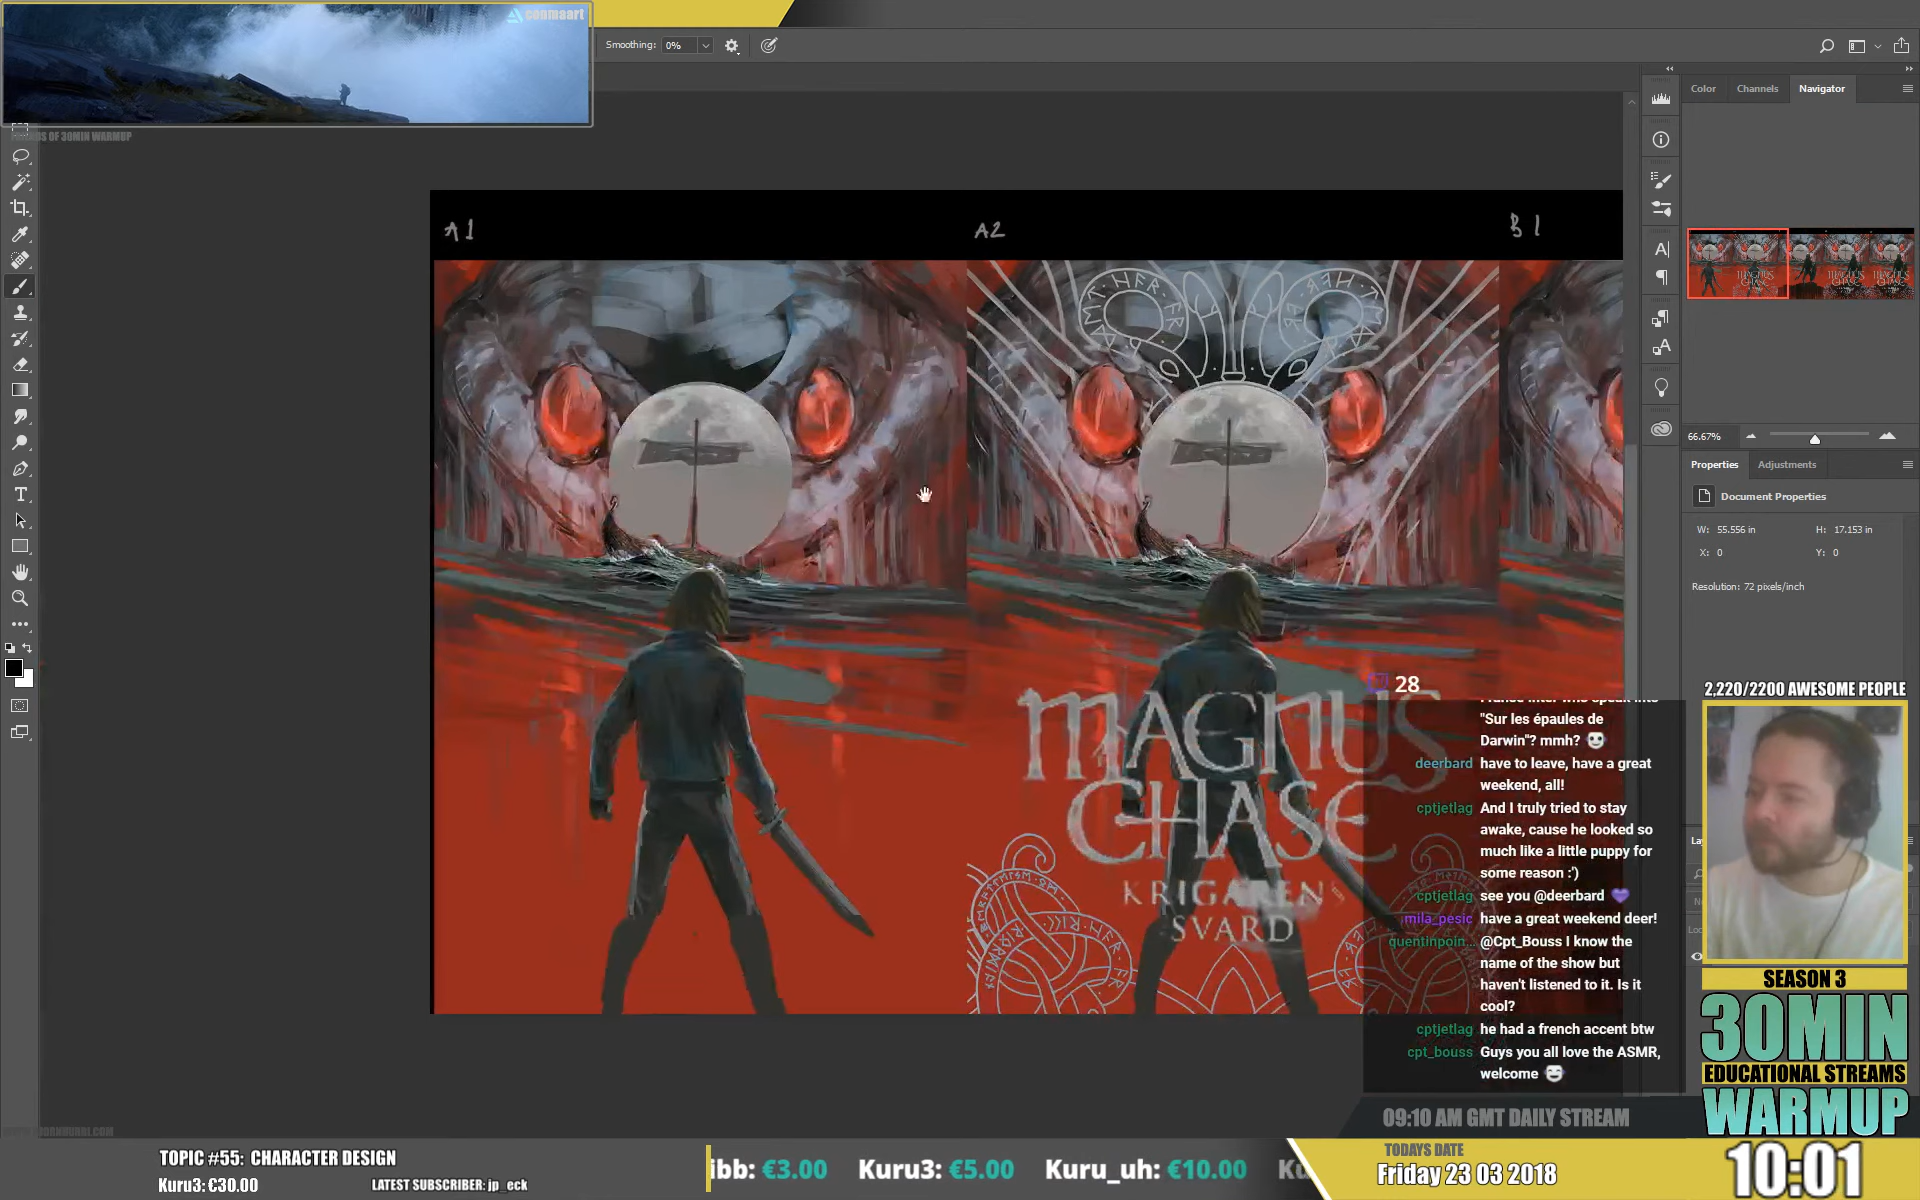 conmaart
Smoothing: 0%
OF 30MIN WARMUP
Color Channels Navigator
A1
A2
B1
66.67%
Properties Adjustments
Document Properties
W: 55.556 in H: 17.153 in
X: 0 Y: 0
Resolution: 72 pixels/inch
MAGNUS
CHASE
KRIGAREN
SVARD
28
"Sur les épaules de
Darwin"? mmh?
deerbard have to leave, have a great
weekend, all!
cptjetlag And I truly tried to stay
awake, cause he looked so
much like a little puppy for
some reason :')
cptjetlag see you @deerbard
mila_pesic have a great weekend deer!
quentinpoin... @Cpt_Bouss I know the
name of the show but
haven't listened to it. Is it
cool?
cptjetlag he had a french accent btw
cpt_bouss Guys you all love the ASMR,
welcome
2,220/2200 AWESOME PEOPLE
SEASON 3
30MIN
EDUCATIONAL STREAMS
WARMUP
09:10 AM GMT DAILY STREAM
TOPIC #55: CHARACTER DESIGN
Kuru3: €30.00
LATEST SUBSCRIBER: jp_eck
ibb: €3.00 Kuru3: €5.00 Kuru_uh: €10.00 Ku
TODAYS DATE
Friday 23 03 2018
10:01